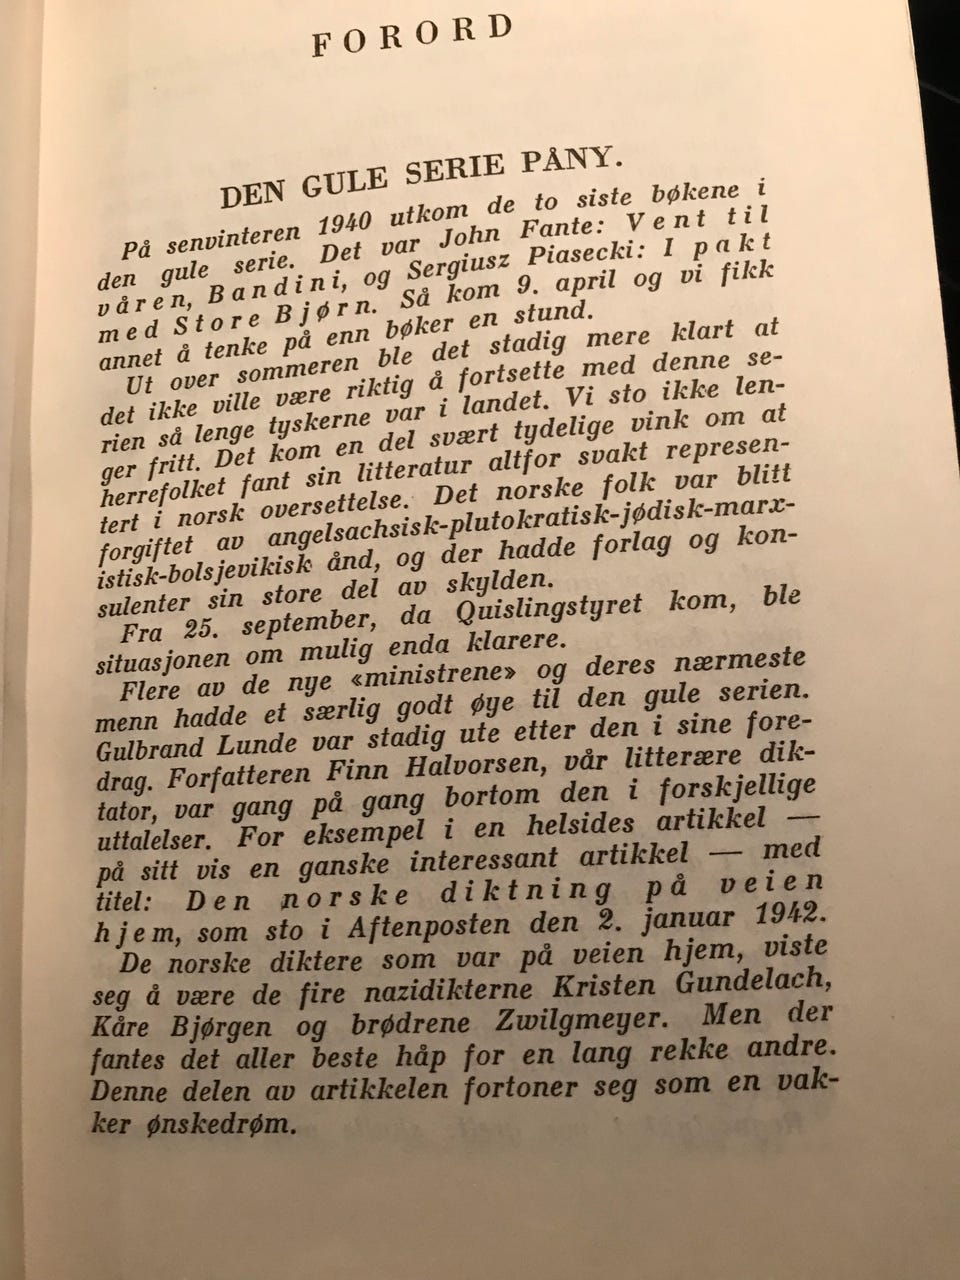 FORORD
DEN GULE SERIE PÅNY.
På senvinteren 1940 utkom de to siste bøkene i
den gule serie. Det var John Fante: Vent til
våren, Bandini, og Sergiusz Piasecki: I pakt
med Store Bjørn. Så kom 9. april og vi fikk
annet å tenke på enn bøker en stund.
Ut over sommeren ble det stadig mere klart at
det ikke ville være riktig å fortsette med denne se-
rien så lenge tyskerne var i landet. Vi sto ikke len-
ger fritt. Det kom en del svært tydelige vink om at
herrefolket fant sin litteratur altfor svakt represen-
tert i norsk oversettelse. Det norske folk var blitt
forgiftet av angelsachsisk-plutokratisk-jødisk-marx-
istisk-bolsjevikisk ånd, og der hadde forlag og kon-
sulenter sin store del av skylden.
Fra 25. september, da Quislingstyret kom, ble
situasjonen om mulig enda klarere.
Flere av de nye «ministrene» og deres nærmeste
menn hadde et særlig godt øye til den gule serien.
Gulbrand Lunde var stadig ute etter den i sine fore-
drag. Forfatteren Finn Halvorsen, vår litterære dik-
tator, var gang på gang bortom den i forskjellige
uttalelser. For eksempel i en helsides artikkel —
på sitt vis en ganske interessant artikkel — med
titel: Den norske diktning på veien
hjem, som sto i Aftenposten den 2. januar 1942.
De norske diktere som var på veien hjem, viste
seg å være de fire nazidikterne Kristen Gundelach,
Kåre Bjørgen og brødrene Zwilgmeyer. Men der
fantes det aller beste håp for en lang rekke andre.
Denne delen av artikkelen fortoner seg som en vak-
ker ønskedrøm.